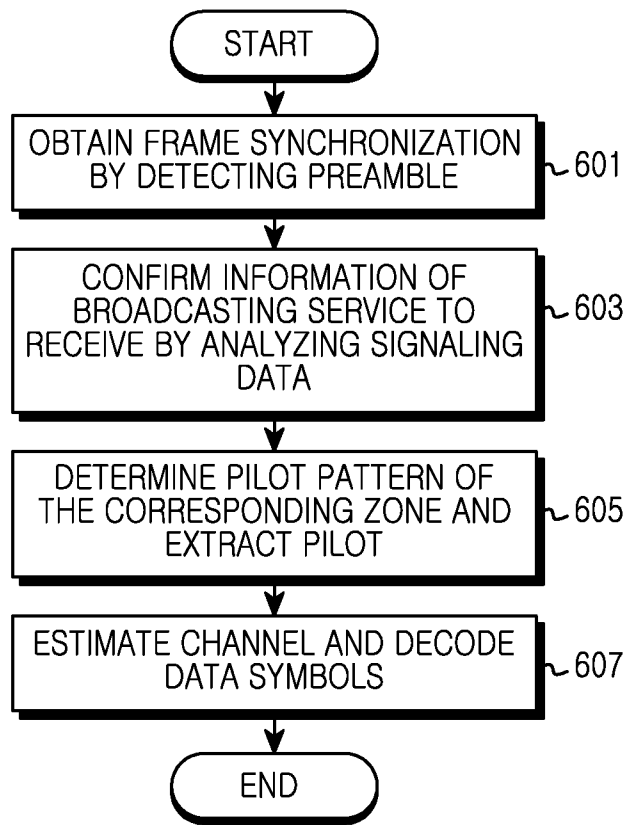 START
OBTAIN FRAME SYNCHRONIZATION
BY DETECTING PREAMBLE
601
CONFIRM INFORMATION OF
BROADCASTING SERVICE TO
RECEIVE BY ANALYZING SIGNALING
DATA
603
DETERMINE PILOT PATTERN OF
THE CORRESPONDING ZONE AND
EXTRACT PILOT
605
ESTIMATE CHANNEL AND DECODE
DATA SYMBOLS
607
END